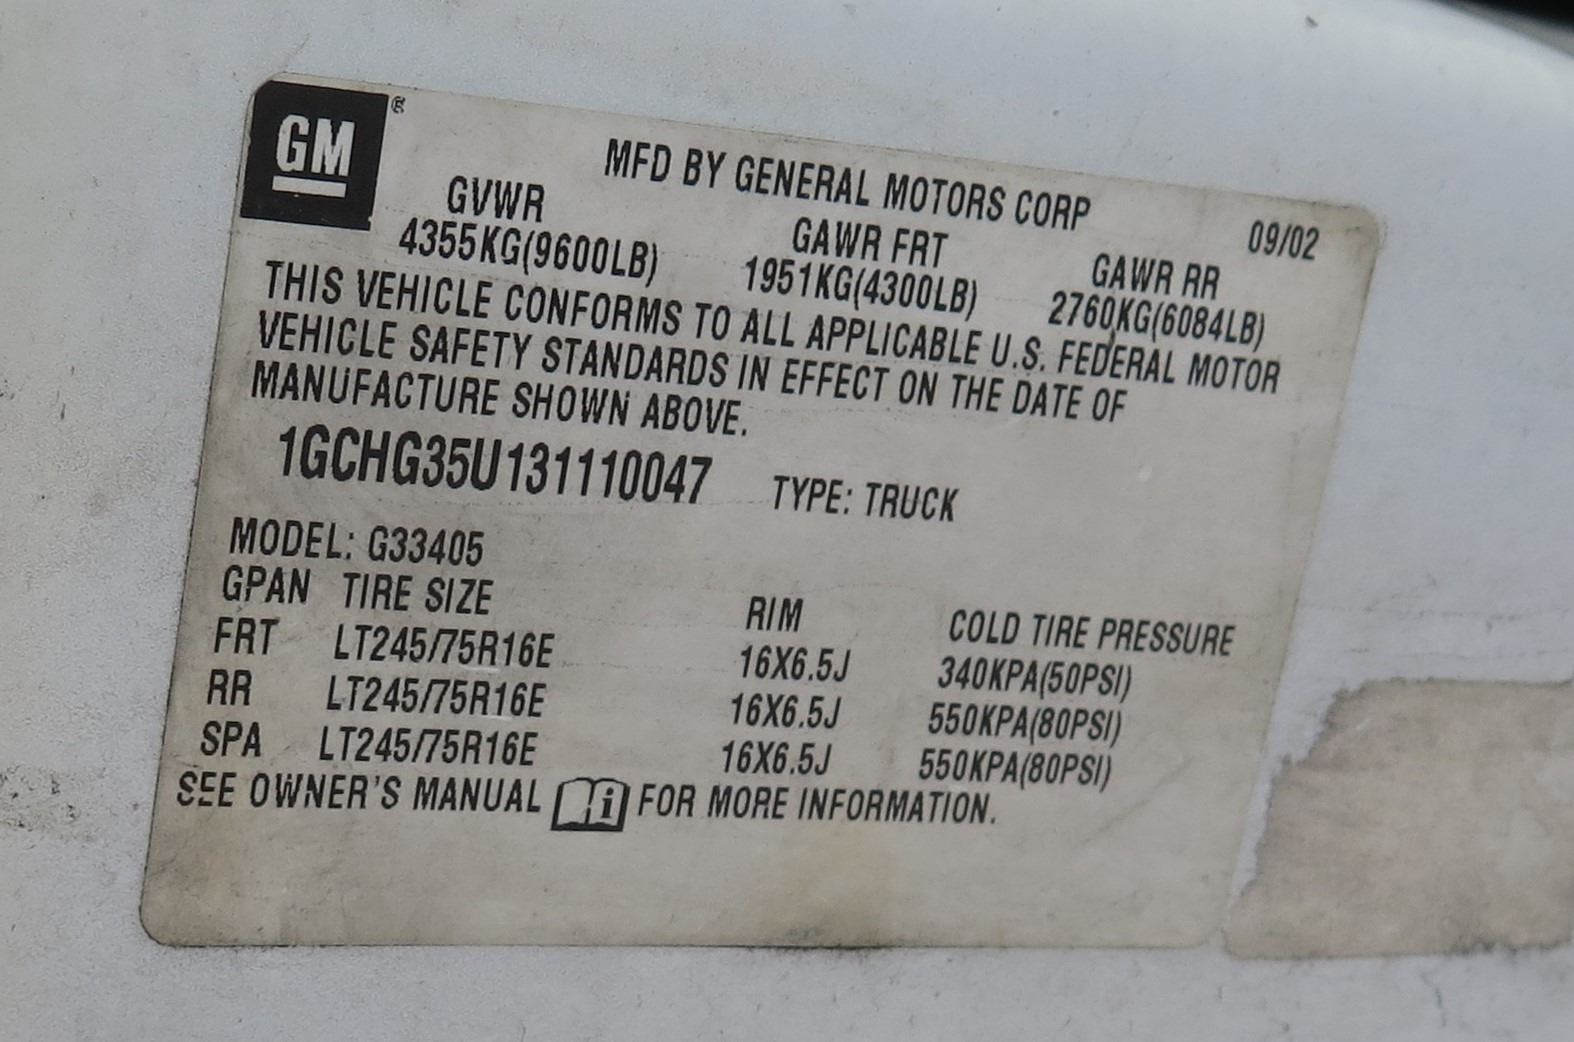 GM ®
MFD BY GENERAL MOTORS CORP 09/02
GVWR GAWR FRT GAWR RR
4355KG(9600LB) 1951KG(4300LB) 2760KG(6084LB)
THIS VEHICLE CONFORMS TO ALL APPLICABLE U.S. FEDERAL MOTOR
VEHICLE SAFETY STANDARDS IN EFFECT ON THE DATE OF
MANUFACTURE SHOWN ABOVE.
1GCHG35U131110047 TYPE: TRUCK
MODEL: G33405
GPAN TIRE SIZE RIM COLD TIRE PRESSURE
FRT LT245/75R16E 16X6.5J 340KPA(50PSI)
RR LT245/75R16E 16X6.5J 550KPA(80PSI)
SPA LT245/75R16E 16X6.5J 550KPA(80PSI)
SEE OWNER'S MANUAL i FOR MORE INFORMATION.